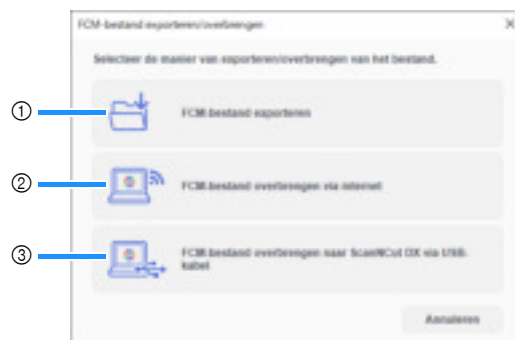 FCM-bestand exporteren/overbrengen
Selecteer de manier van exporteren/overbrengen van het bestand.
① FCM-bestand exporteren
② FCM-bestand overbrengen via internet
③ FCM-bestand overbrengen naar ScanNCut DX via USB-
kabel
Annuleren